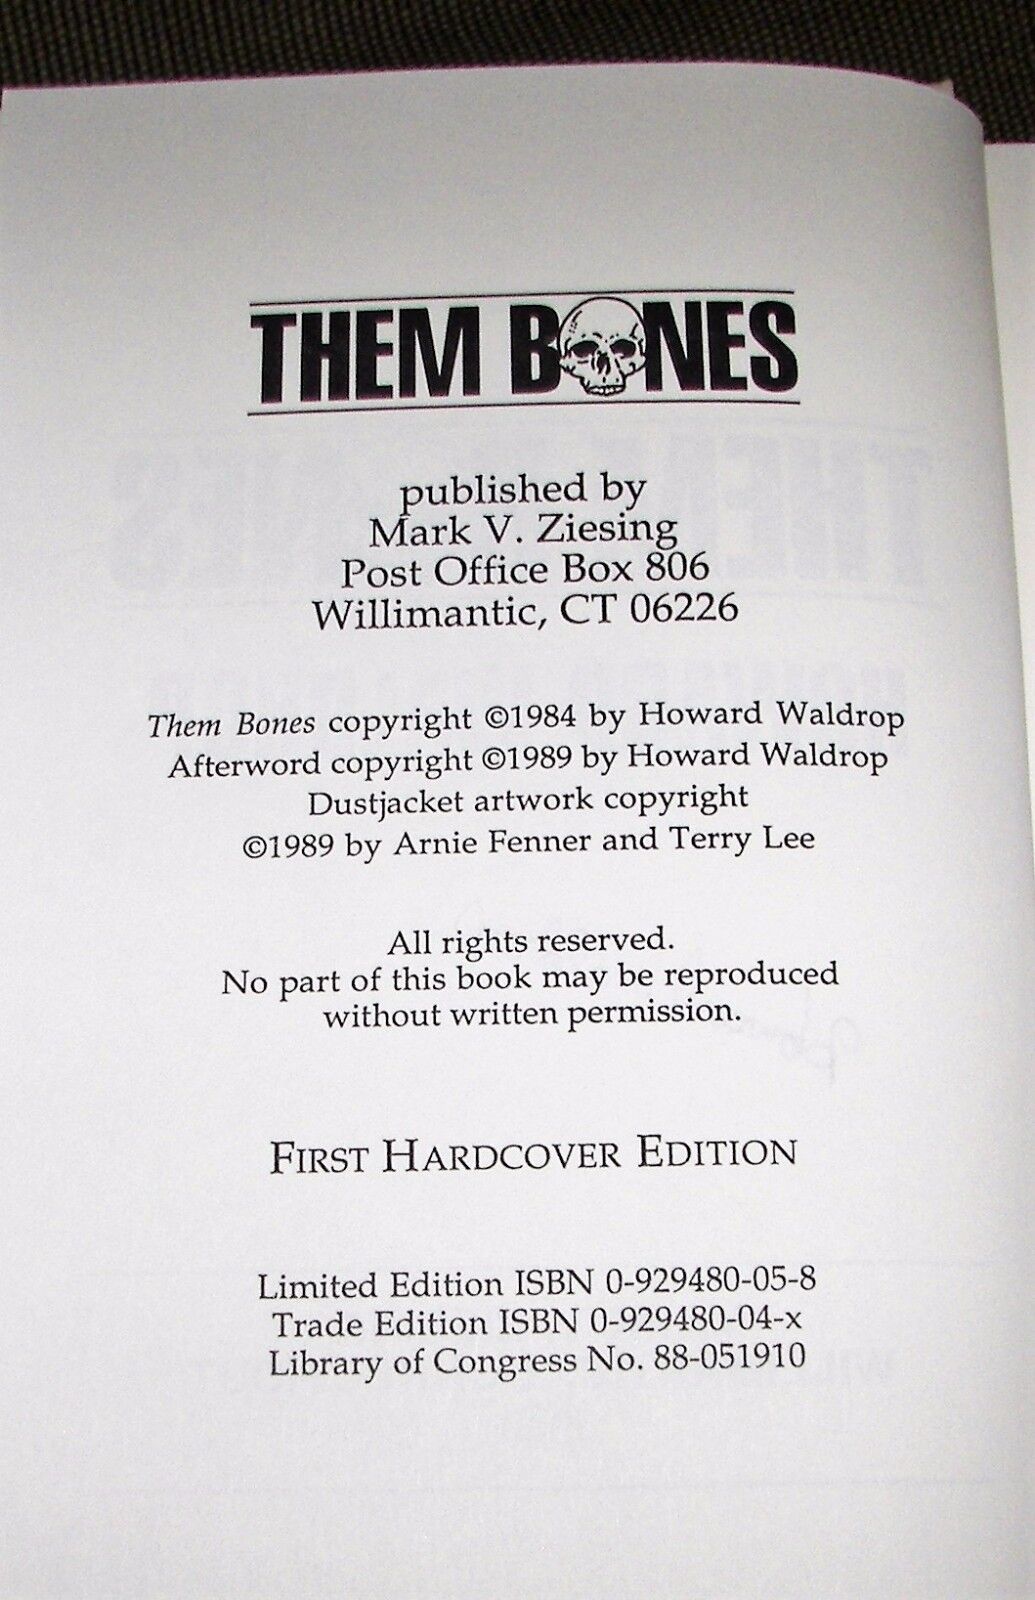 THEM BONES
published by
Mark V. Ziesing
Post Office Box 806
Willimantic, CT 06226
Them Bones copyright ©1984 by Howard Waldrop
Afterword copyright ©1989 by Howard Waldrop
Dustjacket artwork copyright
©1989 by Arnie Fenner and Terry Lee
All rights reserved.
No part of this book may be reproduced
without written permission.
FIRST HARDCOVER EDITION
Limited Edition ISBN 0-929480-05-8
Trade Edition ISBN 0-929480-04-x
Library of Congress No. 88-051910